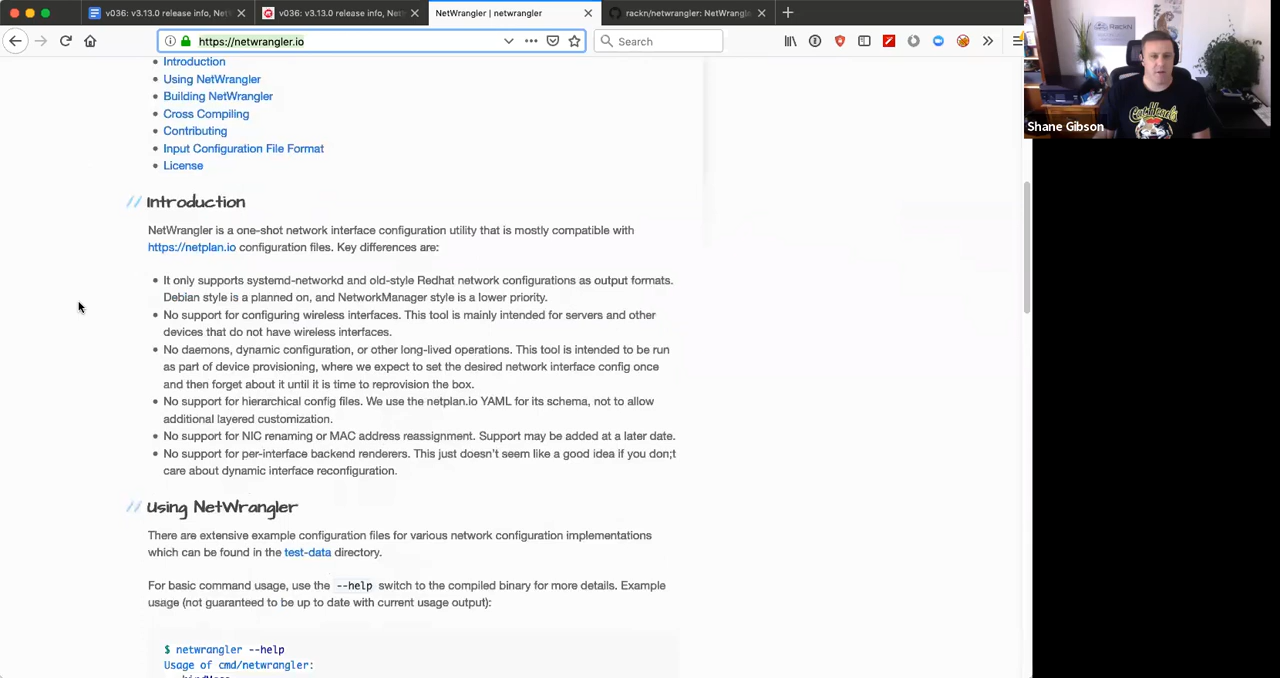 v036: v3.13.0 release info, NetW
v036: v3.13.0 release info, Net
NetWrangler | netwrangler
rackn/netwrangler: NetWrangl
https://netwrangler.io
Search
Introduction
Using NetWrangler
Building NetWrangler
Cross Compiling
Contributing
Input Configuration File Format
License
// Introduction
NetWrangler is a one-shot network interface configuration utility that is mostly compatible with
https://netplan.io configuration files. Key differences are:
It only supports systemd-networkd and old-style Redhat network configurations as output formats.
Debian style is a planned on, and NetworkManager style is a lower priority.
No support for configuring wireless interfaces. This tool is mainly intended for servers and other
devices that do not have wireless interfaces.
No daemons, dynamic configuration, or other long-lived operations. This tool is intended to be run
as part of device provisioning, where we expect to set the desired network interface config once
and then forget about it until it is time to reprovision the box.
No support for hierarchical config files. We use the netplan.io YAML for its schema, not to allow
additional layered customization.
No support for NIC renaming or MAC address reassignment. Support may be added at a later date.
No support for per-interface backend renderers. This just doesn't seem like a good idea if you don;t
care about dynamic interface reconfiguration.
// Using NetWrangler
There are extensive example configuration files for various network configuration implementations
which can be found in the test-data directory.
For basic command usage, use the --help switch to the compiled binary for more details. Example
usage (not guaranteed to be up to date with current usage output):
$ netwrangler --help
Usage of cmd/netwrangler:
RackN
Shane Gibson